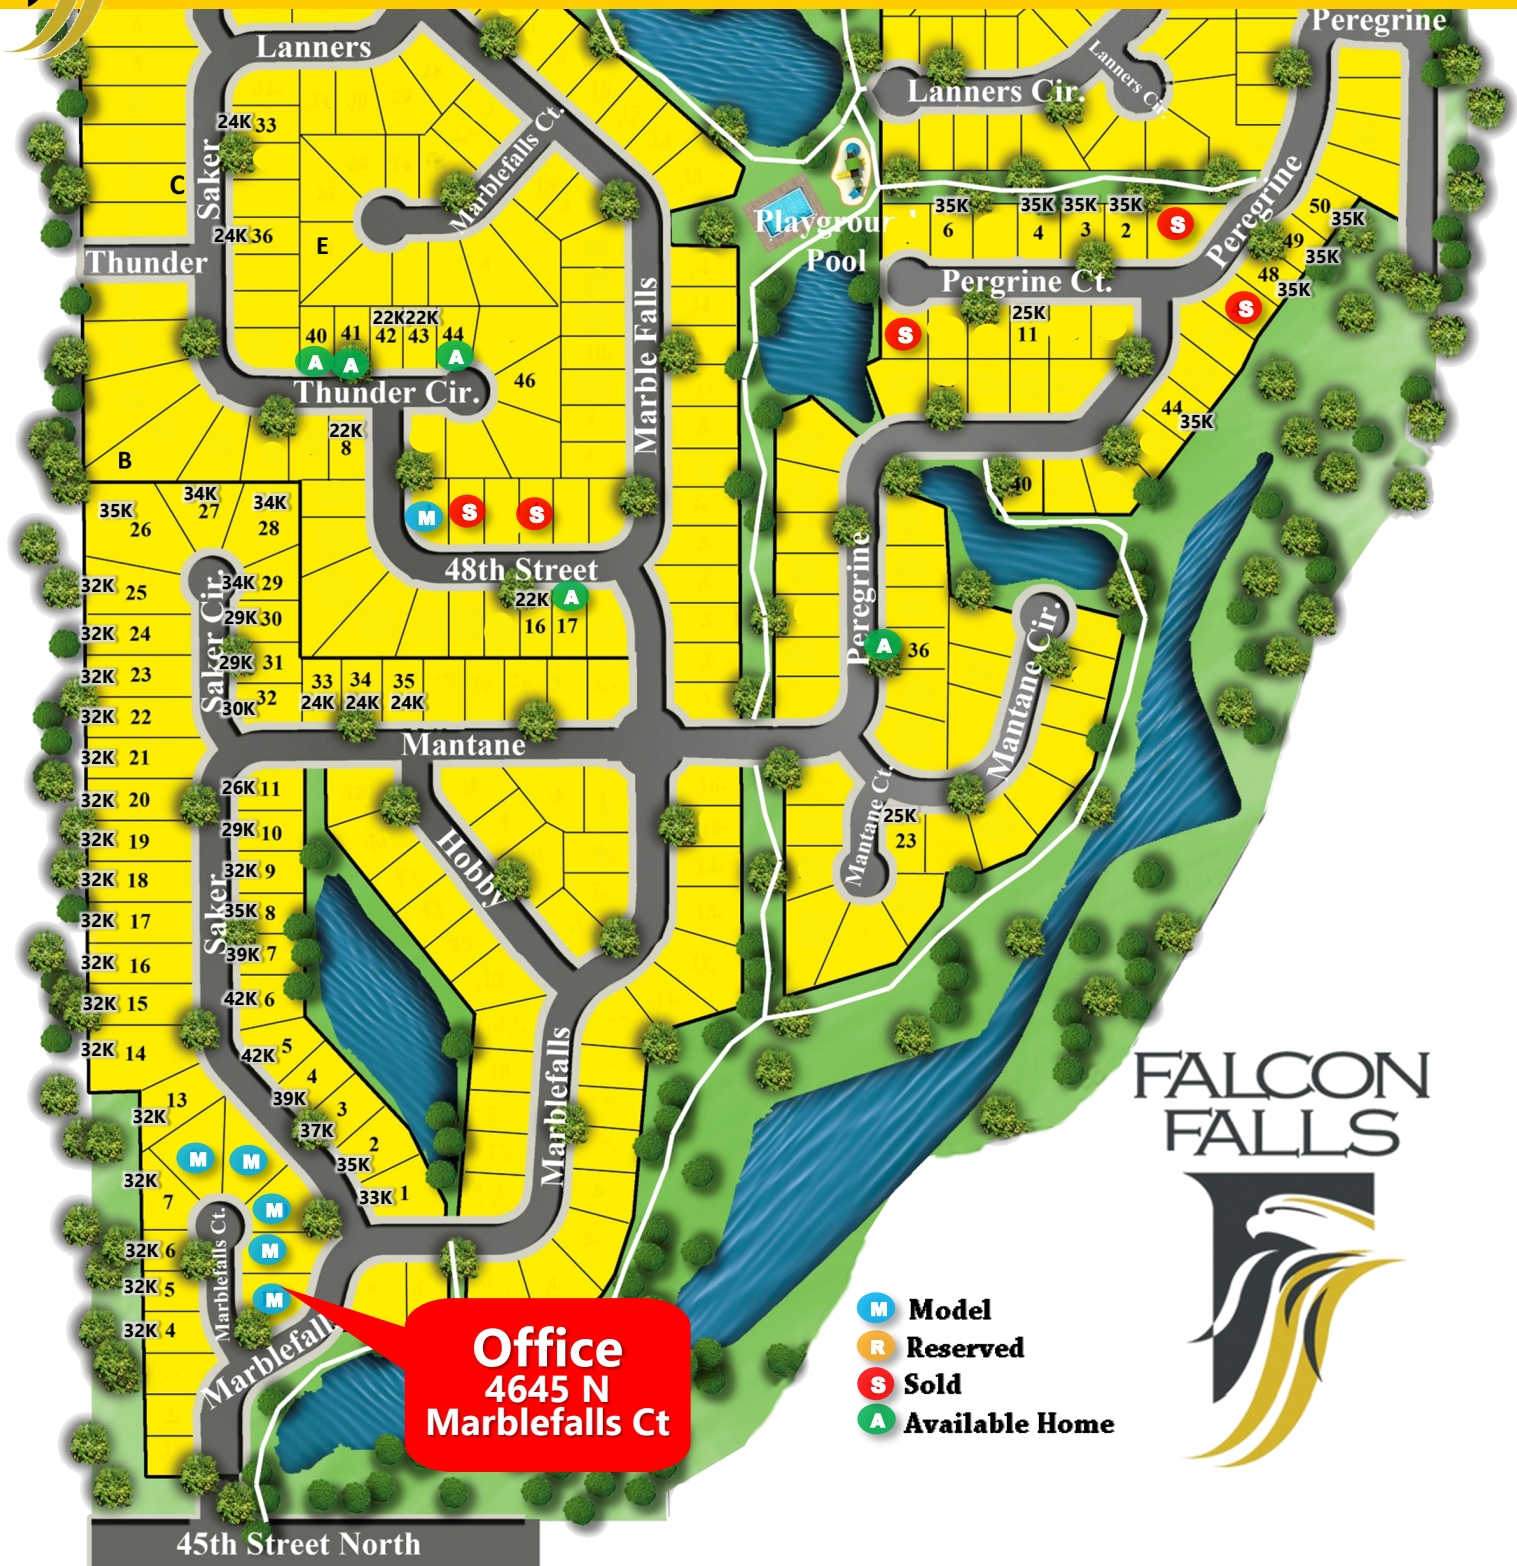 Peregrine
Lanners
Lanners Cir.
Lanners Cir.
24K 33
Marblefalls Ct.
Saker
C
Peregrine
50
35K
35K
35K
35K
35K
6
4
3
2
S
49
35K
24K 36
E
Playgrour '
Pool
Thunder
48
35K
Pergrine Ct.
S
Marble Falls
22K
22K
40
41
42
43
44
A
A
A
25K
11
S
46
Thunder Cir.
44
35K
22K
8
B
40
34K
27
34K
28
35K
26
M
S
S
48th Street
Saker Cir.
32K 25
34K 29
22K
A
16
17
29K 30
32K 24
Peregrine
A
36
Mantane Cir.
29K 31
32K 23
33
34
35
24K
24K
24K
30K 32
32K 22
Mantane
32K 21
26K 11
32K 20
Mantane Ct.
25K
23
29K 10
32K 19
Hobby
32K 9
32K 18
Saker
35K 8
32K 17
39K 7
32K 16
42K 6
32K 15
5
42K
32K 14
4
39K
3
37K
2
35K
1
33K
13
32K
Marblefalls
M
M
32K
7
M
Marblefalls Ct.
32K 6
M
32K 5
M
32K 4
Marblefall
Office
4645 N
Marblefalls Ct
FALCON
FALLS
M Model
R Reserved
S Sold
A Available Home
45th Street North